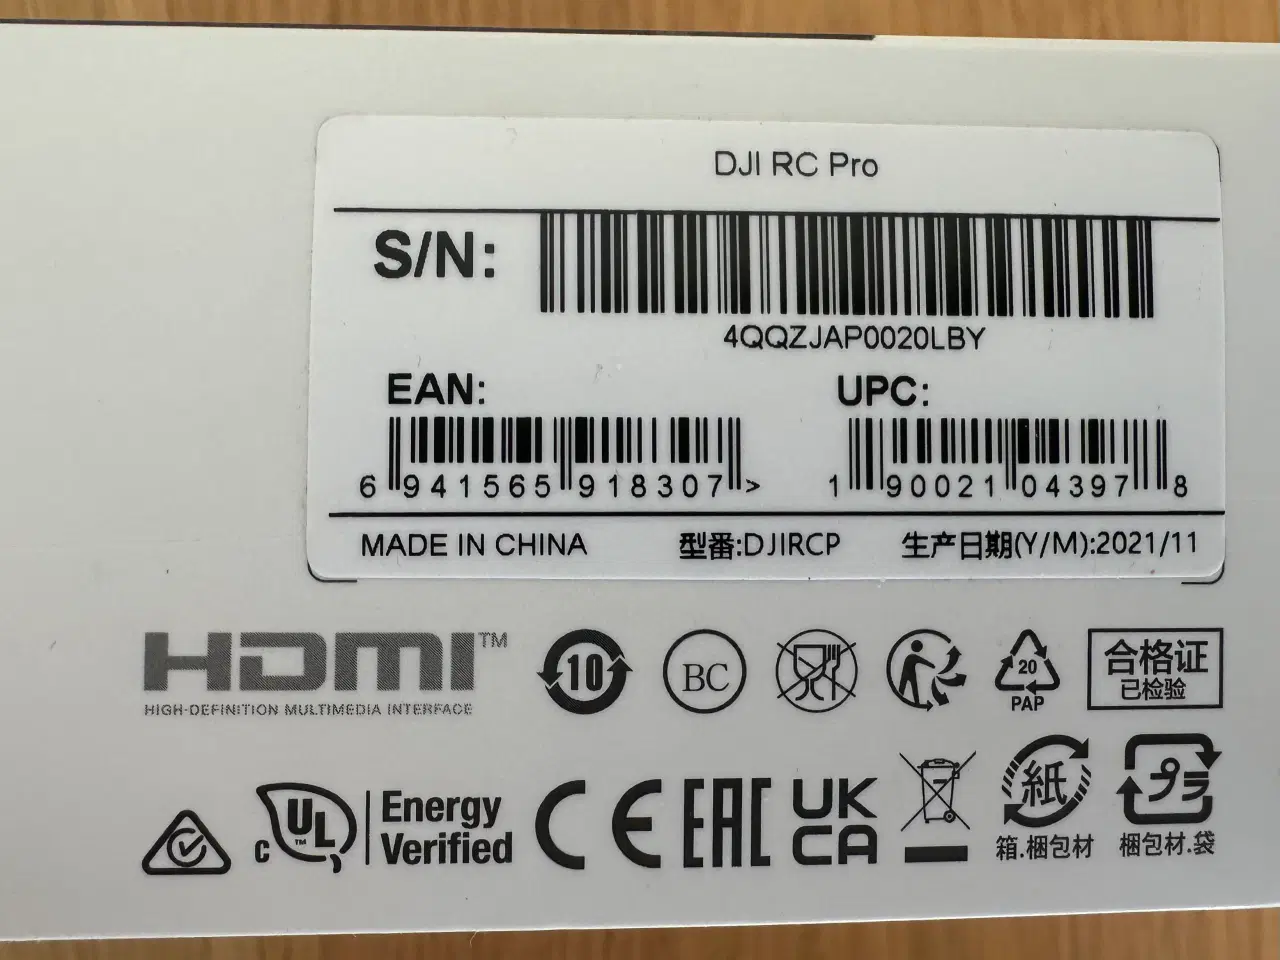 DJI RC Pro
S/N:
4QQZJAP0020LBY
EAN:
UPC:
6 941565 918307 >
1 90021 04397 8
MADE IN CHINA 型番:DJIRCP 生产日期(Y/M):2021/11
HDMI™
HIGH-DEFINITION MULTIMEDIA INTERFACE
10
BC
20
PAP
合格证
已检验
c UL™
Energy
Verified
CE
EAC
UK
CA
紙
箱.梱包材
プラ
梱包材.袋